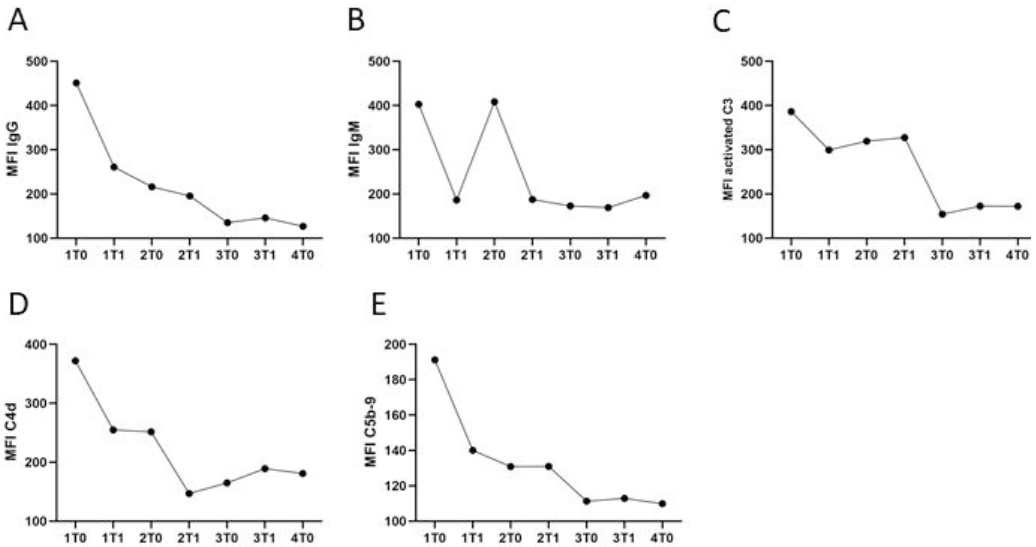 A
MFI IgG
500
400
300
200
100
1T0 1T1 2T0 2T1 3T0 3T1 4T0
B
MFI IgM
500
400
300
200
100
1T0 1T1 2T0 2T1 3T0 3T1 4T0
C
MFI activated C3
500
400
300
200
100
1T0 1T1 2T0 2T1 3T0 3T1 4T0
D
MFI C4d
400
300
200
100
1T0 1T1 2T0 2T1 3T0 3T1 4T0
E
MFI C5b-9
200
180
160
140
120
100
1T0 1T1 2T0 2T1 3T0 3T1 4T0